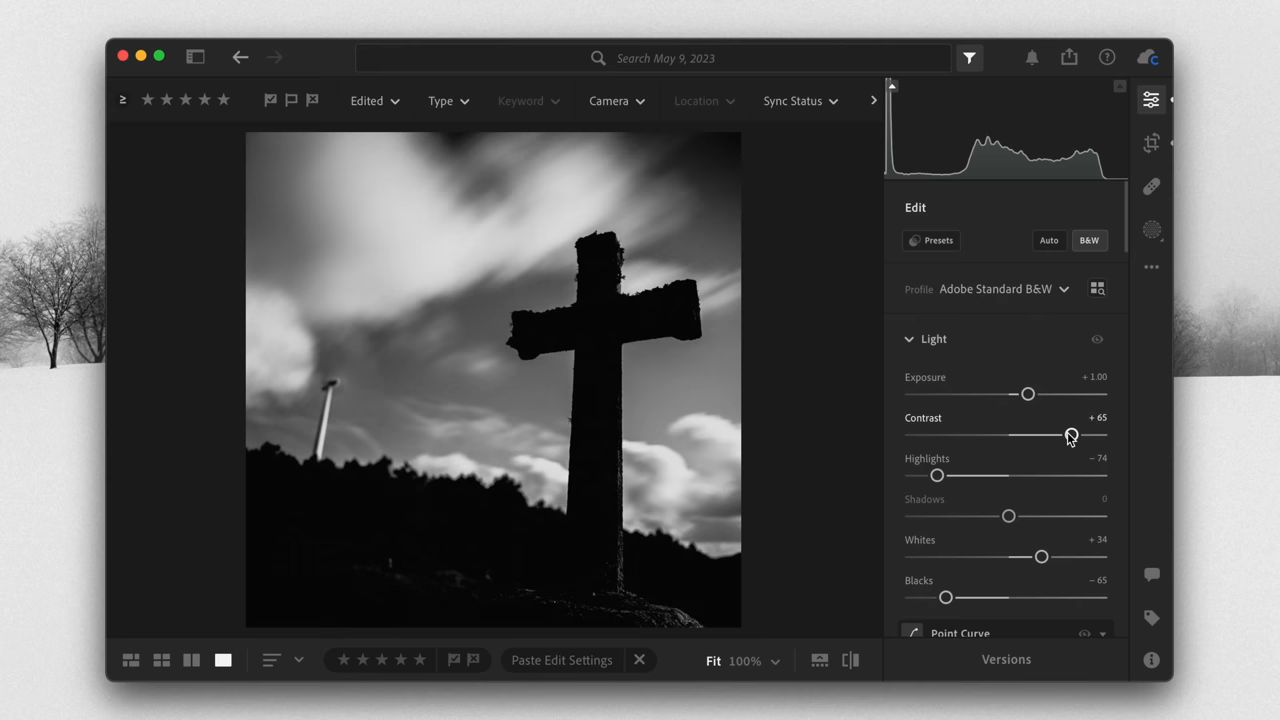 Search May 9, 2023
≥ Edited Type Keyword Camera Location Sync Status
Edit
Presets Auto B&W
Profile Adobe Standard B&W
Light
Exposure + 1.00
Contrast + 65
Highlights − 74
Shadows 0
Whites + 34
Blacks − 65
Point Curve
Paste Edit Settings Fit 100% Versions